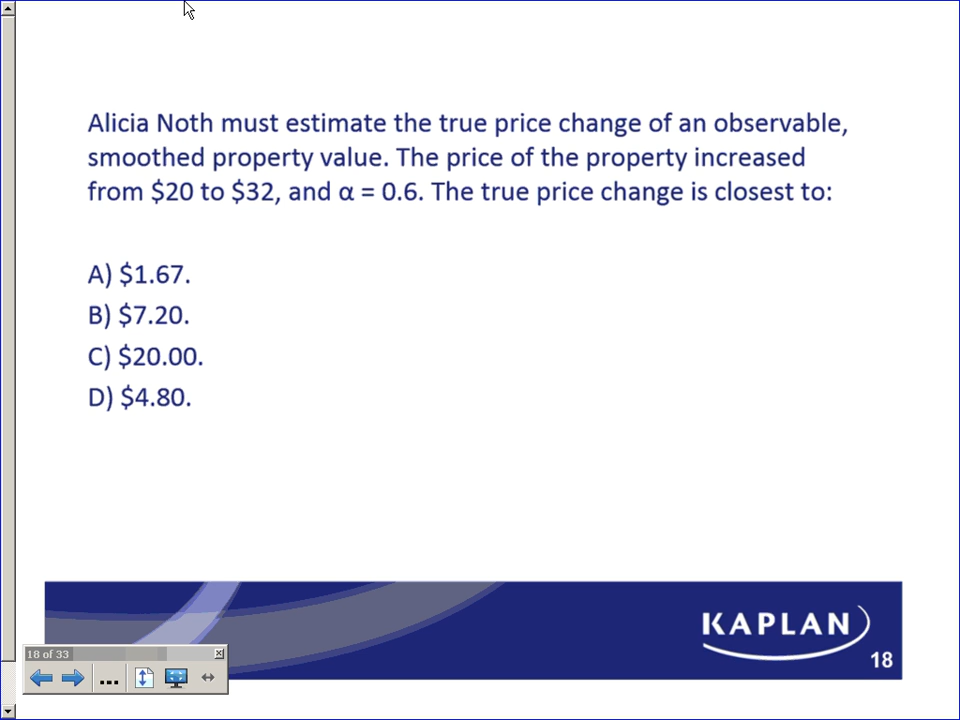 Alicia Noth must estimate the true price change of an observable,
smoothed property value. The price of the property increased
from $20 to $32, and α = 0.6. The true price change is closest to:
A) $1.67.
B) $7.20.
C) $20.00.
D) $4.80.
KAPLAN
18
18 of 33